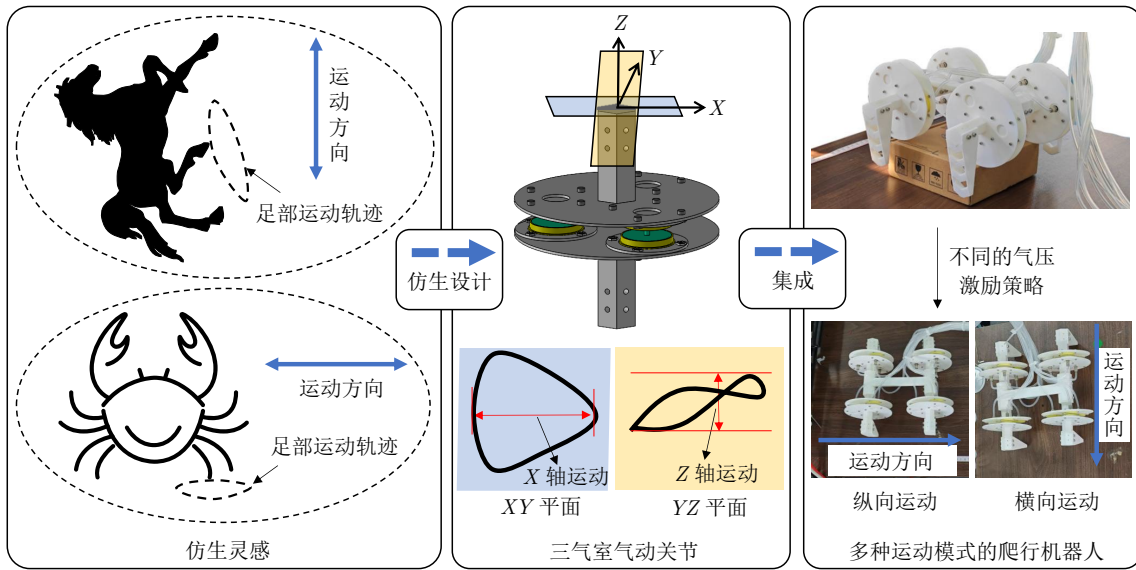 运动方向
足部运动轨迹
运动方向
足部运动轨迹
仿生灵感
仿生设计
Z
Y
X
X 轴运动
Z 轴运动
XY 平面
YZ 平面
三气室气动关节
集成
不同的气压
激励策略
运动方向
运动方向
纵向运动
横向运动
多种运动模式的爬行机器人